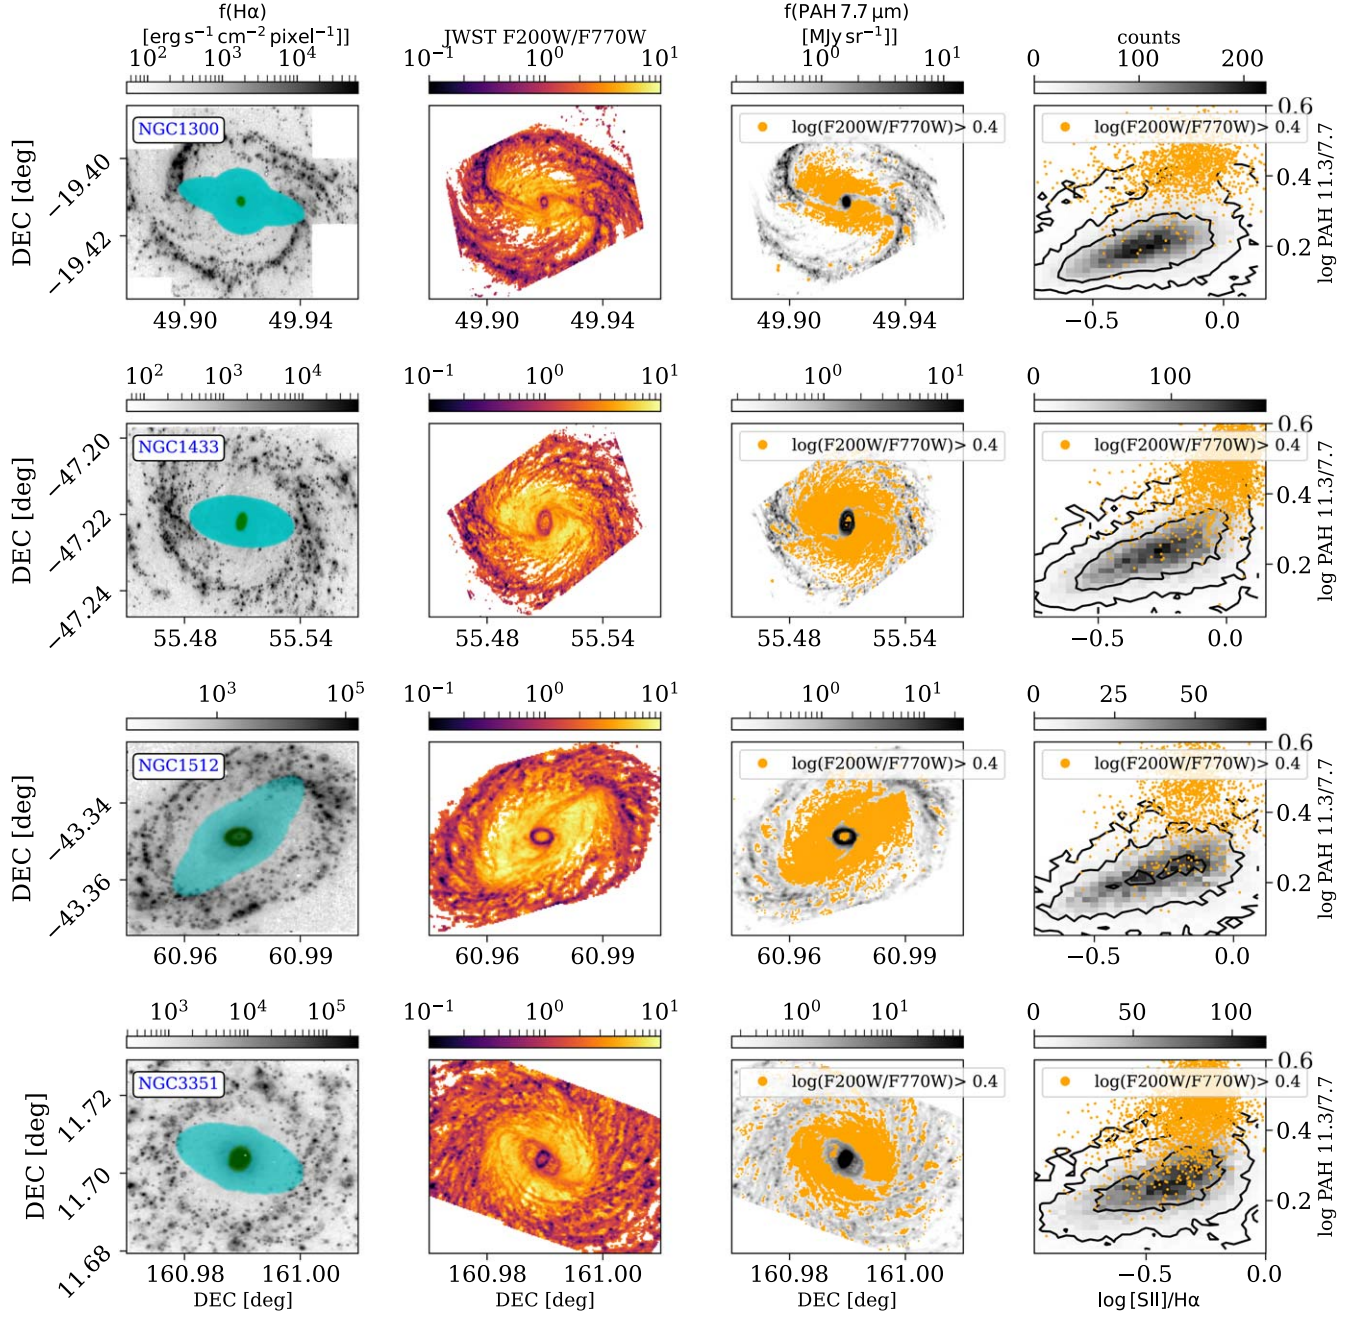 f(Hα)
[erg s⁻¹ cm⁻² pixel⁻¹]]
10² 10³ 10⁴
JWST F200W/F770W
10⁻¹ 10⁰ 10¹
f(PAH 7.7 μm)
[MJy sr⁻¹]]
10⁰ 10¹
counts
0 100 200
DEC [deg]
−19.40
−19.42
NGC1300
49.90 49.94
49.90 49.94
log(F200W/F770W)> 0.4
49.90 49.94
log(F200W/F770W)> 0.4
0.6
0.4
0.2
log PAH 11.3/7.7
−0.5 0.0
10² 10³ 10⁴
10⁻¹ 10⁰ 10¹
10⁰ 10¹
0 100
DEC [deg]
−47.20
−47.22
−47.24
NGC1433
55.48 55.54
55.48 55.54
log(F200W/F770W)> 0.4
55.48 55.54
log(F200W/F770W)> 0.4
0.6
0.4
0.2
log PAH 11.3/7.7
−0.5 0.0
10³ 10⁵
10⁻¹ 10⁰ 10¹
10⁰ 10¹
0 25 50
DEC [deg]
−43.34
−43.36
NGC1512
60.96 60.99
60.96 60.99
log(F200W/F770W)> 0.4
60.96 60.99
log(F200W/F770W)> 0.4
0.6
0.4
0.2
log PAH 11.3/7.7
−0.5 0.0
10³ 10⁴ 10⁵
10⁻¹ 10⁰ 10¹
10⁰ 10¹
0 50 100
DEC [deg]
11.72
11.70
11.68
NGC3351
160.98 161.00
DEC [deg]
160.98 161.00
DEC [deg]
log(F200W/F770W)> 0.4
160.98 161.00
DEC [deg]
log(F200W/F770W)> 0.4
0.6
0.4
0.2
log PAH 11.3/7.7
−0.5 0.0
log [SII]/Hα